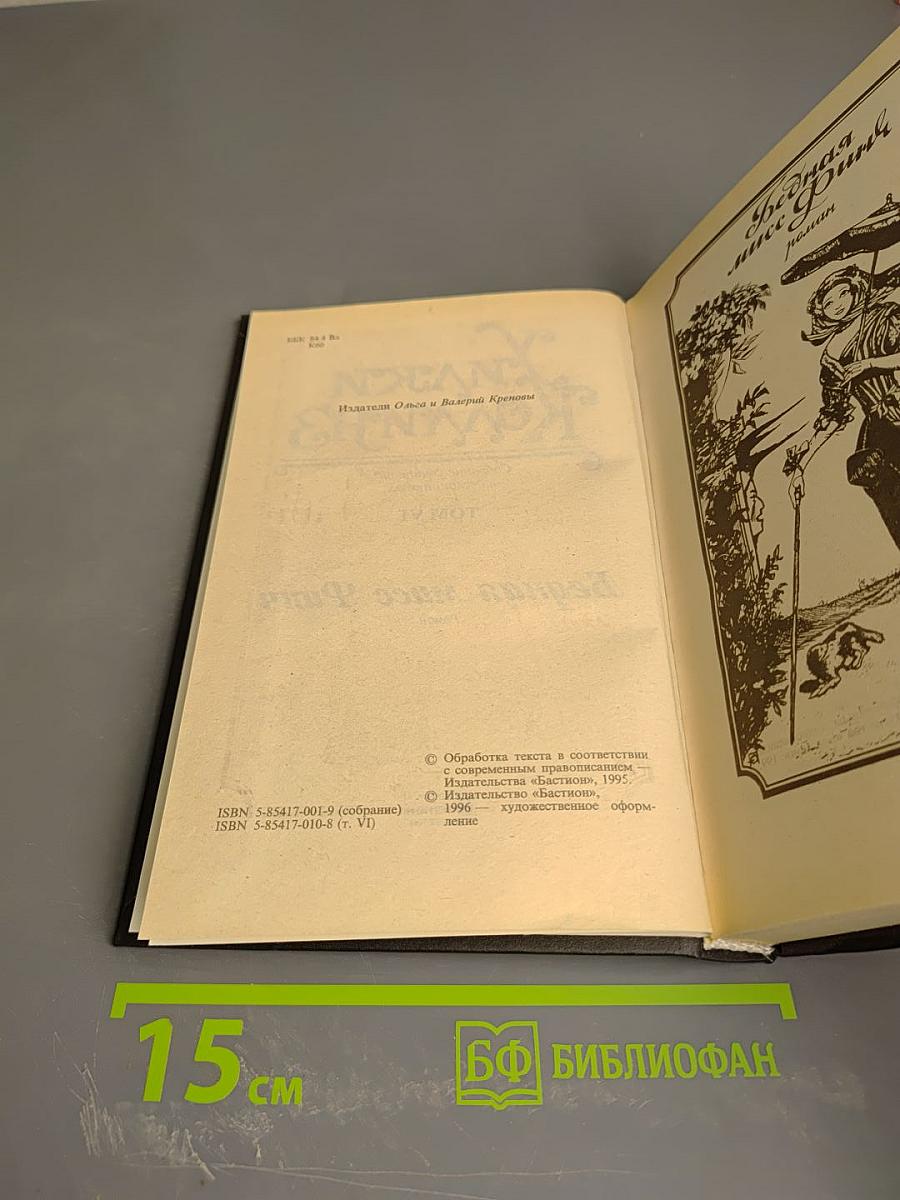 ББК 84 4 Вл
К60
Издатели Ольга и Валерий Креновы
© Обработка текста в соответствии
с современным правописанием —
Издательства «Бастион», 1995.
© Издательство «Бастион»,
1996 — художественное оформ-
ление
ISBN 5-85417-001-9 (собрание)
ISBN 5-85417-010-8 (т. VI)
Бедная
мисс Финч
роман
15 см
БФ БИБЛИОФАН